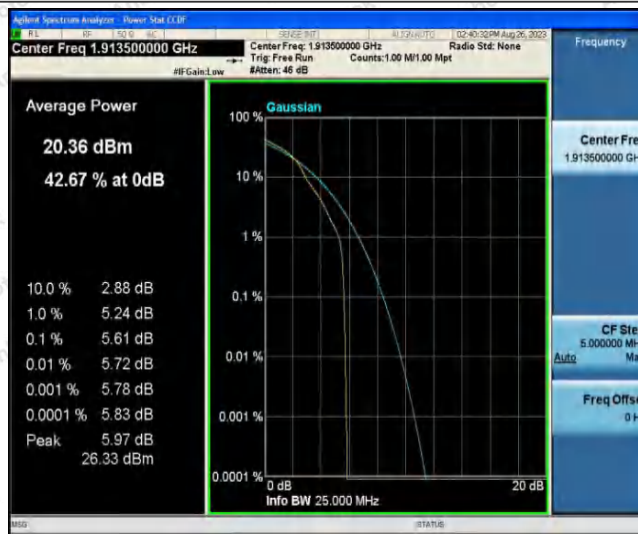 Agilent Spectrum Analyzer - Power Stat CCDF
RL RF 50 Ω AC SENSE:INT ALIGN AUTO 02:40:32PM Aug 26, 2023
Center Freq 1.913500000 GHz
Center Freq: 1.913500000 GHz Radio Std: None
Trig: Free Run Counts:1.00 M/1.00 Mpt
#IFGain:Low #Atten: 46 dB
Frequency
Average Power
20.36 dBm
42.67 % at 0dB
10.0 % 2.88 dB
1.0 % 5.24 dB
0.1 % 5.61 dB
0.01 % 5.72 dB
0.001 % 5.78 dB
0.0001 % 5.83 dB
Peak 5.97 dB
26.33 dBm
Gaussian
100 %
10 %
1 %
0.1 %
0.01 %
0.001 %
0.0001 %
0 dB 20 dB
Info BW 25.000 MHz
Center Fre
1.913500000 GH
CF Ste
5.000000 MH
Auto Ma
Freq Offse
0 H
MSG STATUS